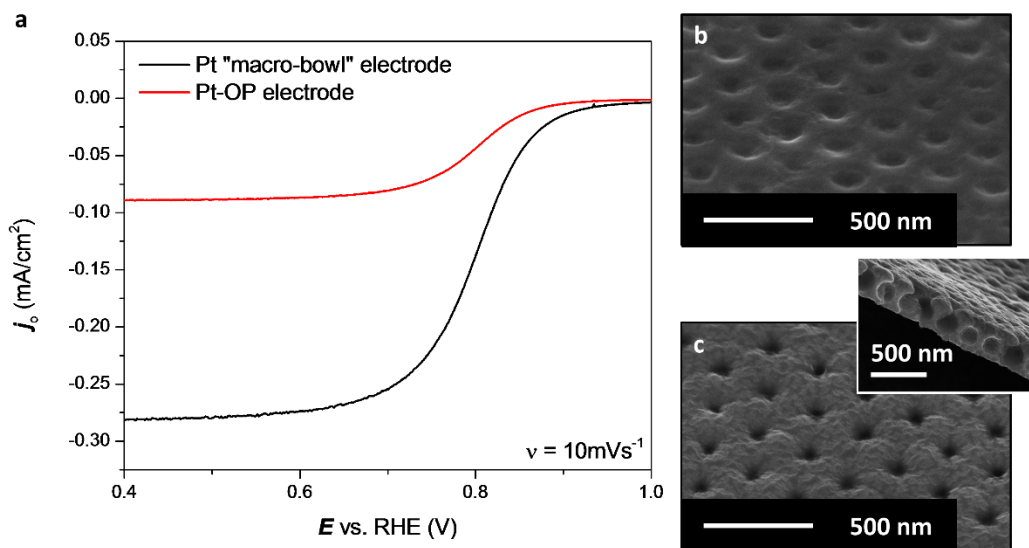 a
0.05
0.00
-0.05
-0.10
-0.15
-0.20
-0.25
-0.30
jo (mA/cm²)
Pt "macro-bowl" electrode
Pt-OP electrode
ν = 10mVs⁻¹
0.4
0.6
0.8
1.0
E vs. RHE (V)
b
500 nm
500 nm
c
500 nm